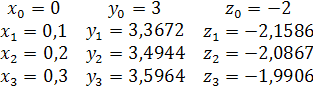 x₀ = 0 y₀ = 3 z₀ = −2
x₁ = 0,1 y₁ = 3,3672 z₁ = −2,1586
x₂ = 0,2 y₂ = 3,4944 z₂ = −2,0867
x₃ = 0,3 y₃ = 3,5964 z₃ = −1,9906